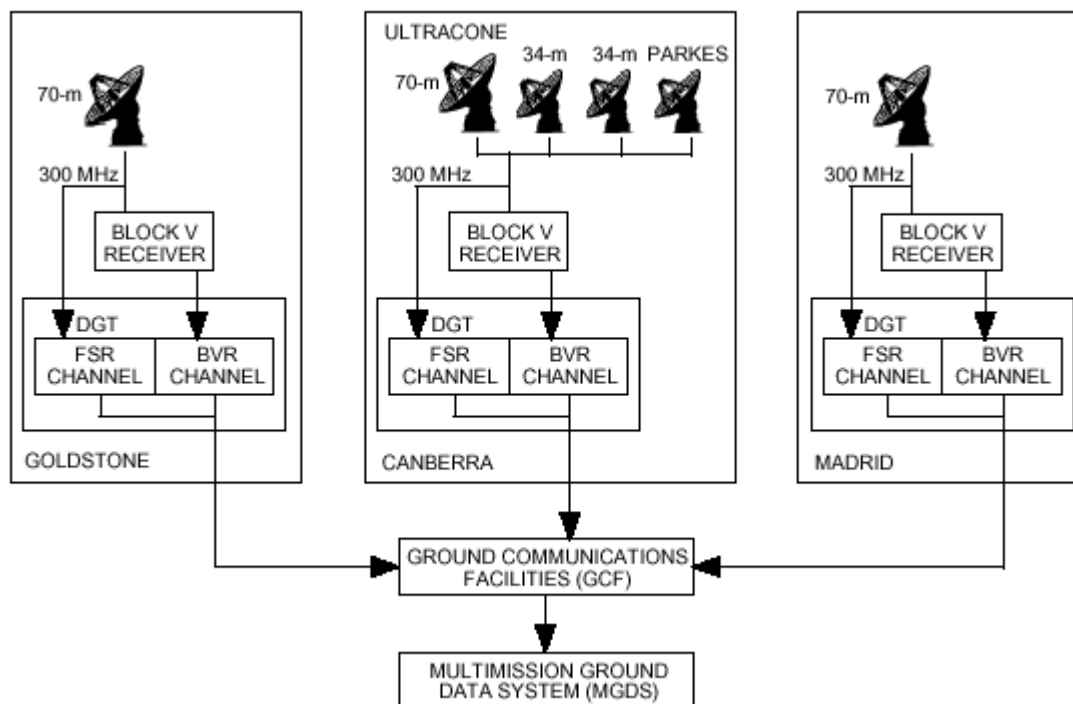 70-m
300 MHz
BLOCK V
RECEIVER
DGT
FSR
CHANNEL
BVR
CHANNEL
GOLDSTONE
ULTRACONE
70-m
34-m
34-m
PARKES
300 MHz
BLOCK V
RECEIVER
DGT
FSR
CHANNEL
BVR
CHANNEL
CANBERRA
70-m
300 MHz
BLOCK V
RECEIVER
DGT
FSR
CHANNEL
BVR
CHANNEL
MADRID
GROUND COMMUNICATIONS
FACILITIES (GCF)
MULTIMISSION GROUND
DATA SYSTEM (MGDS)